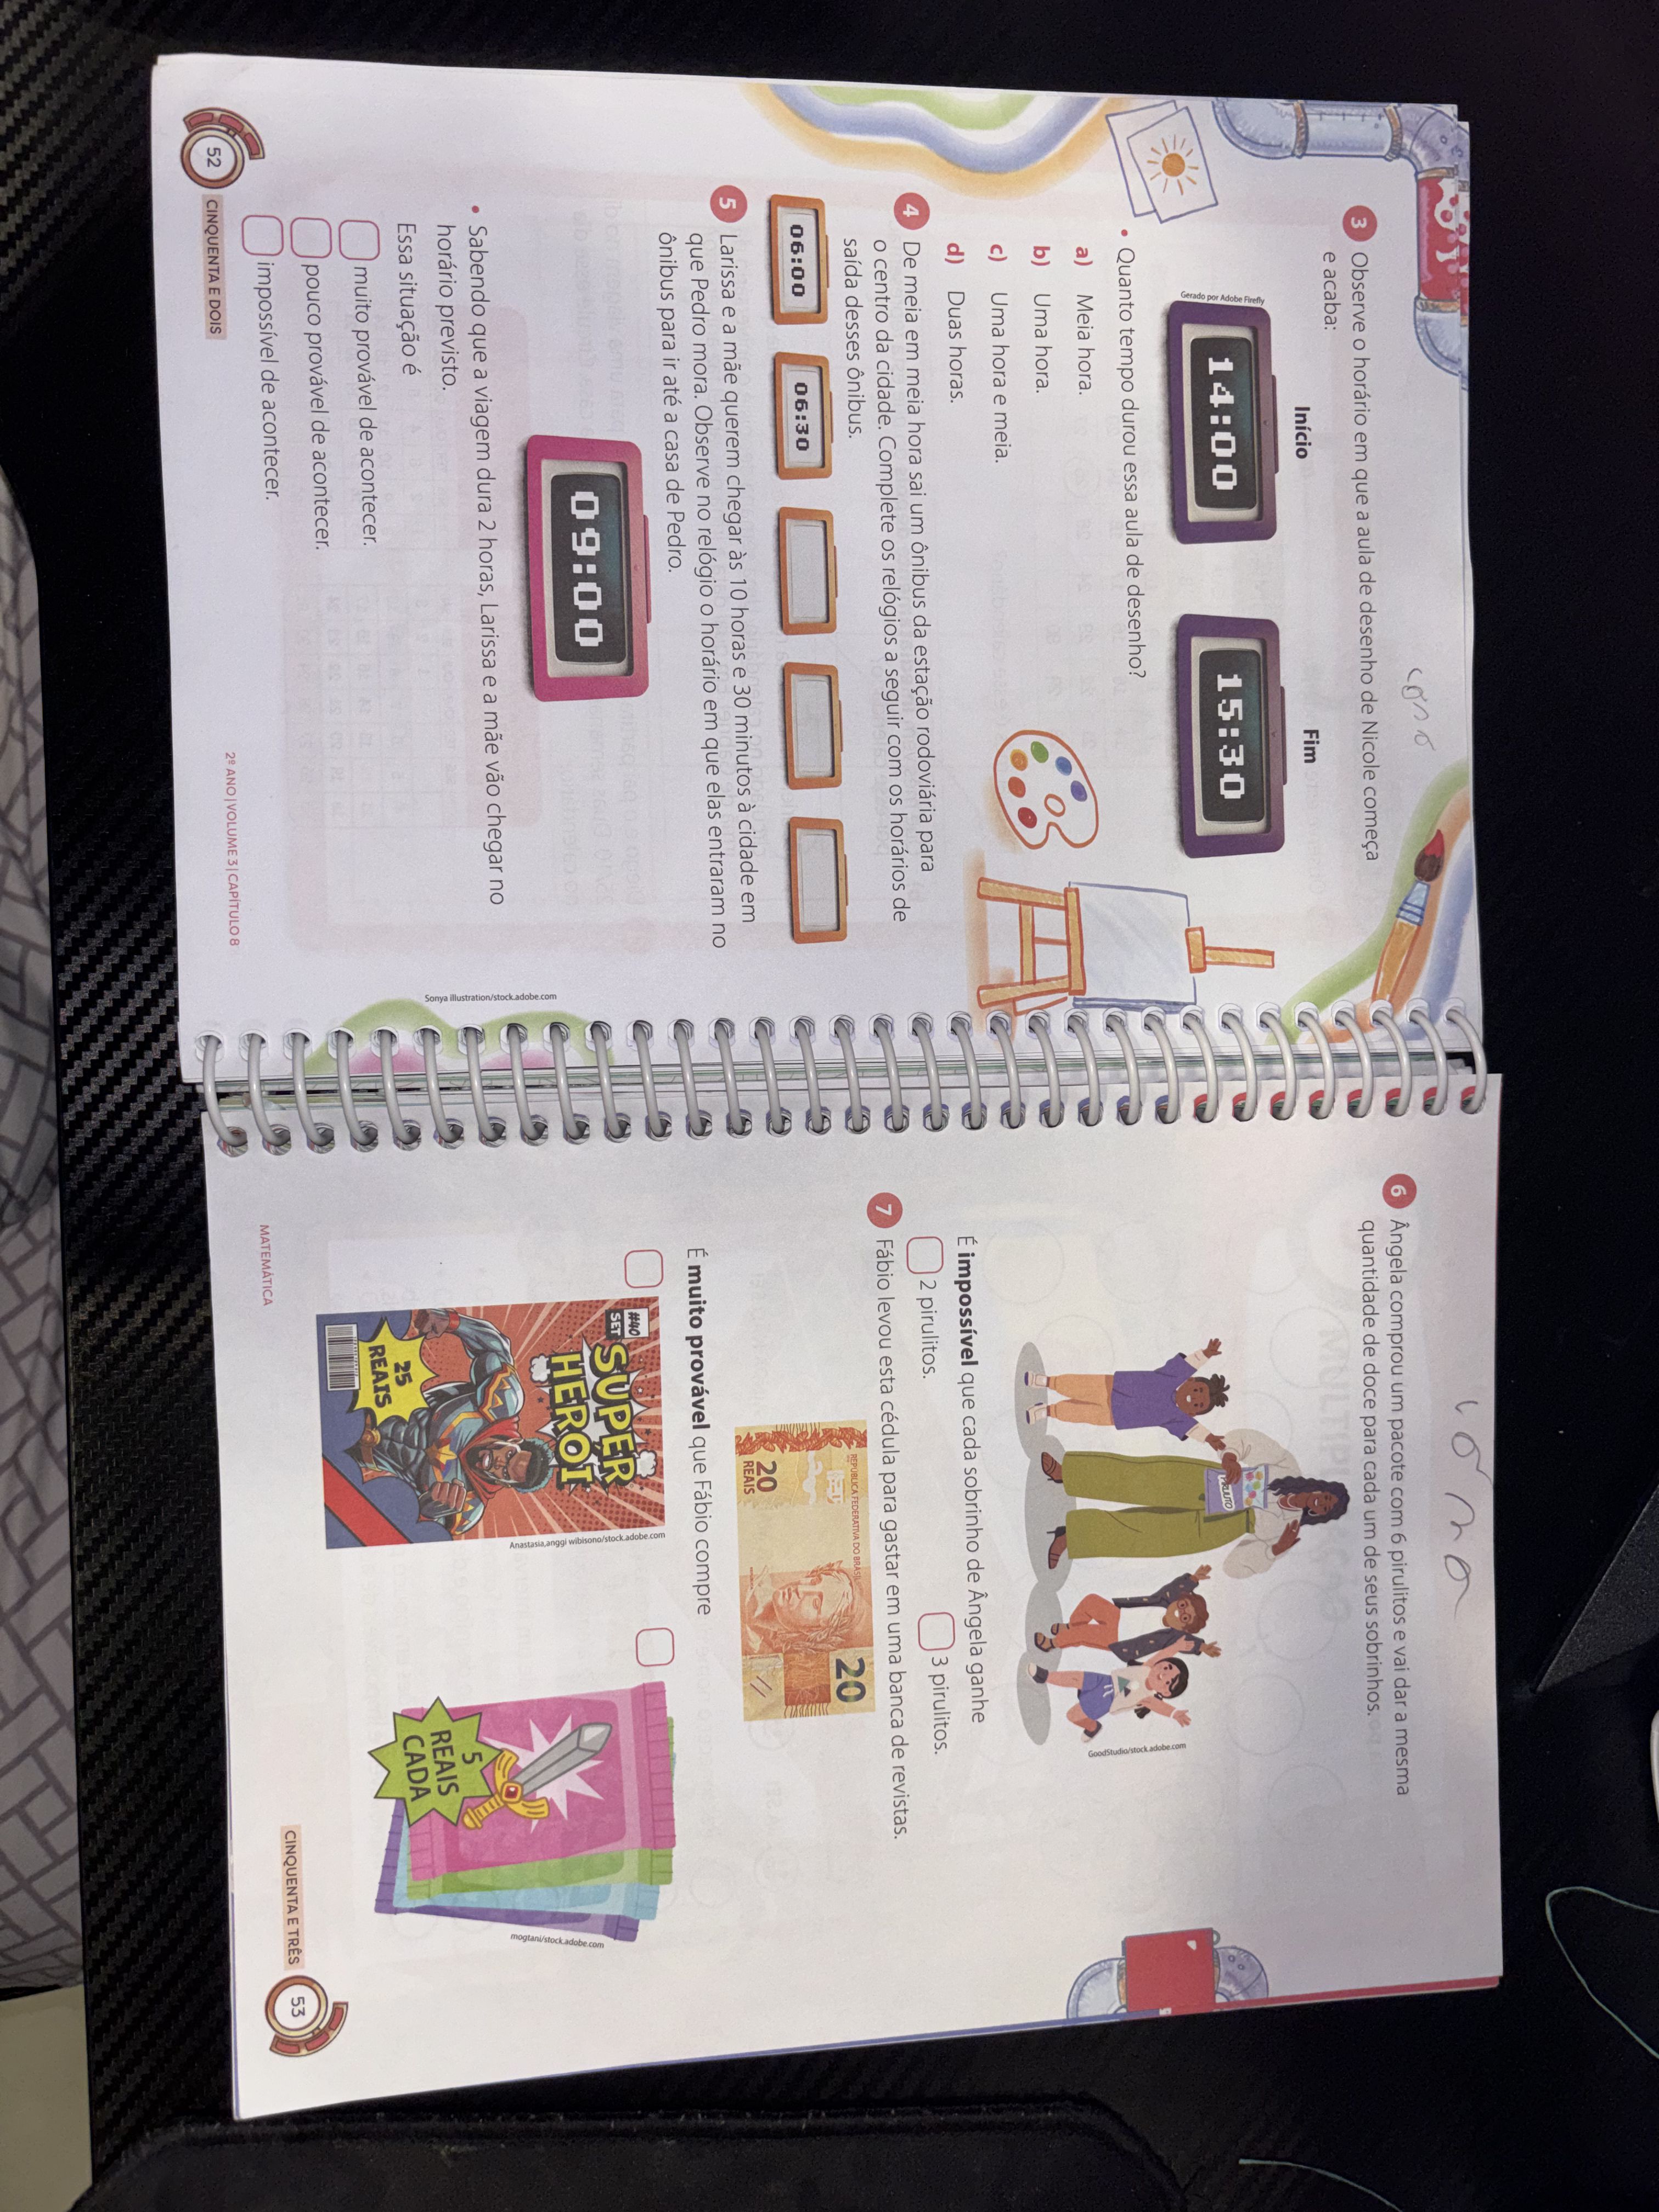 3 Observe o horário em que a aula de desenho de Nicole começa
e acaba:
Início
Fim
14:00
15:30
Gerado por Adobe Firefly
• Quanto tempo durou essa aula de desenho?
a) Meia hora.
b) Uma hora.
c) Uma hora e meia.
d) Duas horas.
4 De meia em meia hora sai um ônibus da estação rodoviária para
o centro da cidade. Complete os relógios a seguir com os horários de
saída desses ônibus.
06:00
06:30
5 Larissa e a mãe querem chegar às 10 horas e 30 minutos à cidade em
que Pedro mora. Observe no relógio o horário em que elas entraram no
ônibus para ir até a casa de Pedro.
09:00
• Sabendo que a viagem dura 2 horas, Larissa e a mãe vão chegar no
horário previsto.
Essa situação é
muito provável de acontecer.
pouco provável de acontecer.
impossível de acontecer.
Sonya illustration/stock.adobe.com
52 CINQUENTA E DOIS
2º ANO | VOLUME 3 | CAPÍTULO 8
6 Ângela comprou um pacote com 6 pirulitos e vai dar a mesma
quantidade de doce para cada um de seus sobrinhos.
PIRULITO
GoodStudio/stock.adobe.com
É impossível que cada sobrinho de Ângela ganhe
2 pirulitos.
3 pirulitos.
7 Fábio levou esta cédula para gastar em uma banca de revistas.
REPÚBLICA FEDERATIVA DO BRASIL
20
20
REAIS
É muito provável que Fábio compre
#40
SET
SUPER
HERÓI
25
REAIS
Anastasia,anggi wibisono/stock.adobe.com
5
REAIS
CADA
mogtani/stock.adobe.com
MATEMÁTICA
CINQUENTA E TRÊS 53